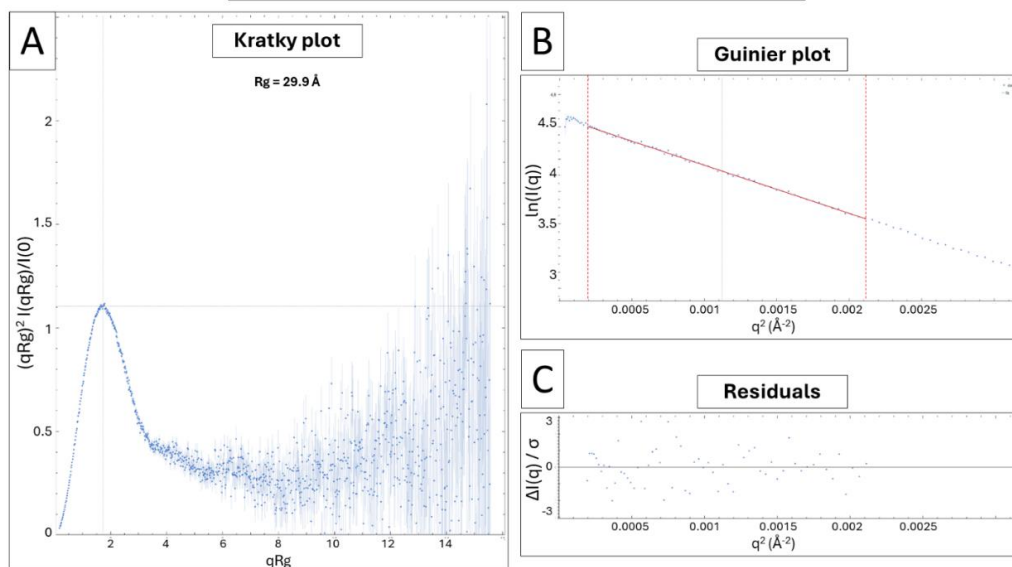 A
Kratky plot
Rg = 29.9 Å
(qRg)² I((qRg)/I(0)
2
1.5
1
0.5
0
2 4 6 8 10 12 14
qRg
B
Guinier plot
ln(I(q))
4.5
4
3.5
3
0.0005 0.001 0.0015 0.002 0.0025
q² (Å⁻²)
C
Residuals
ΔI(q) / σ
3
0
-3
0.0005 0.001 0.0015 0.002 0.0025
q² (Å⁻²)